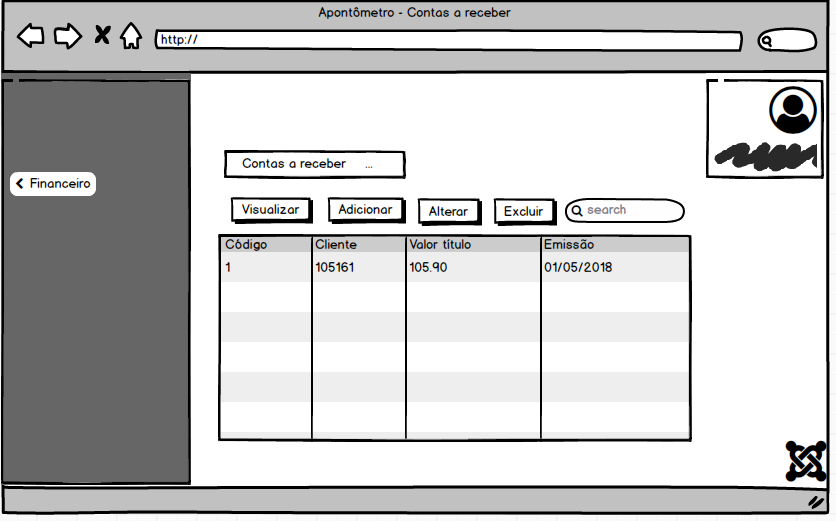 Apontômetro - Contas a receber
http://
Financeiro
Contas a receber ...
Visualizar Adicionar Alterar Excluir search
Código Cliente Valor título Emissão
1 105161 105.90 01/05/2018